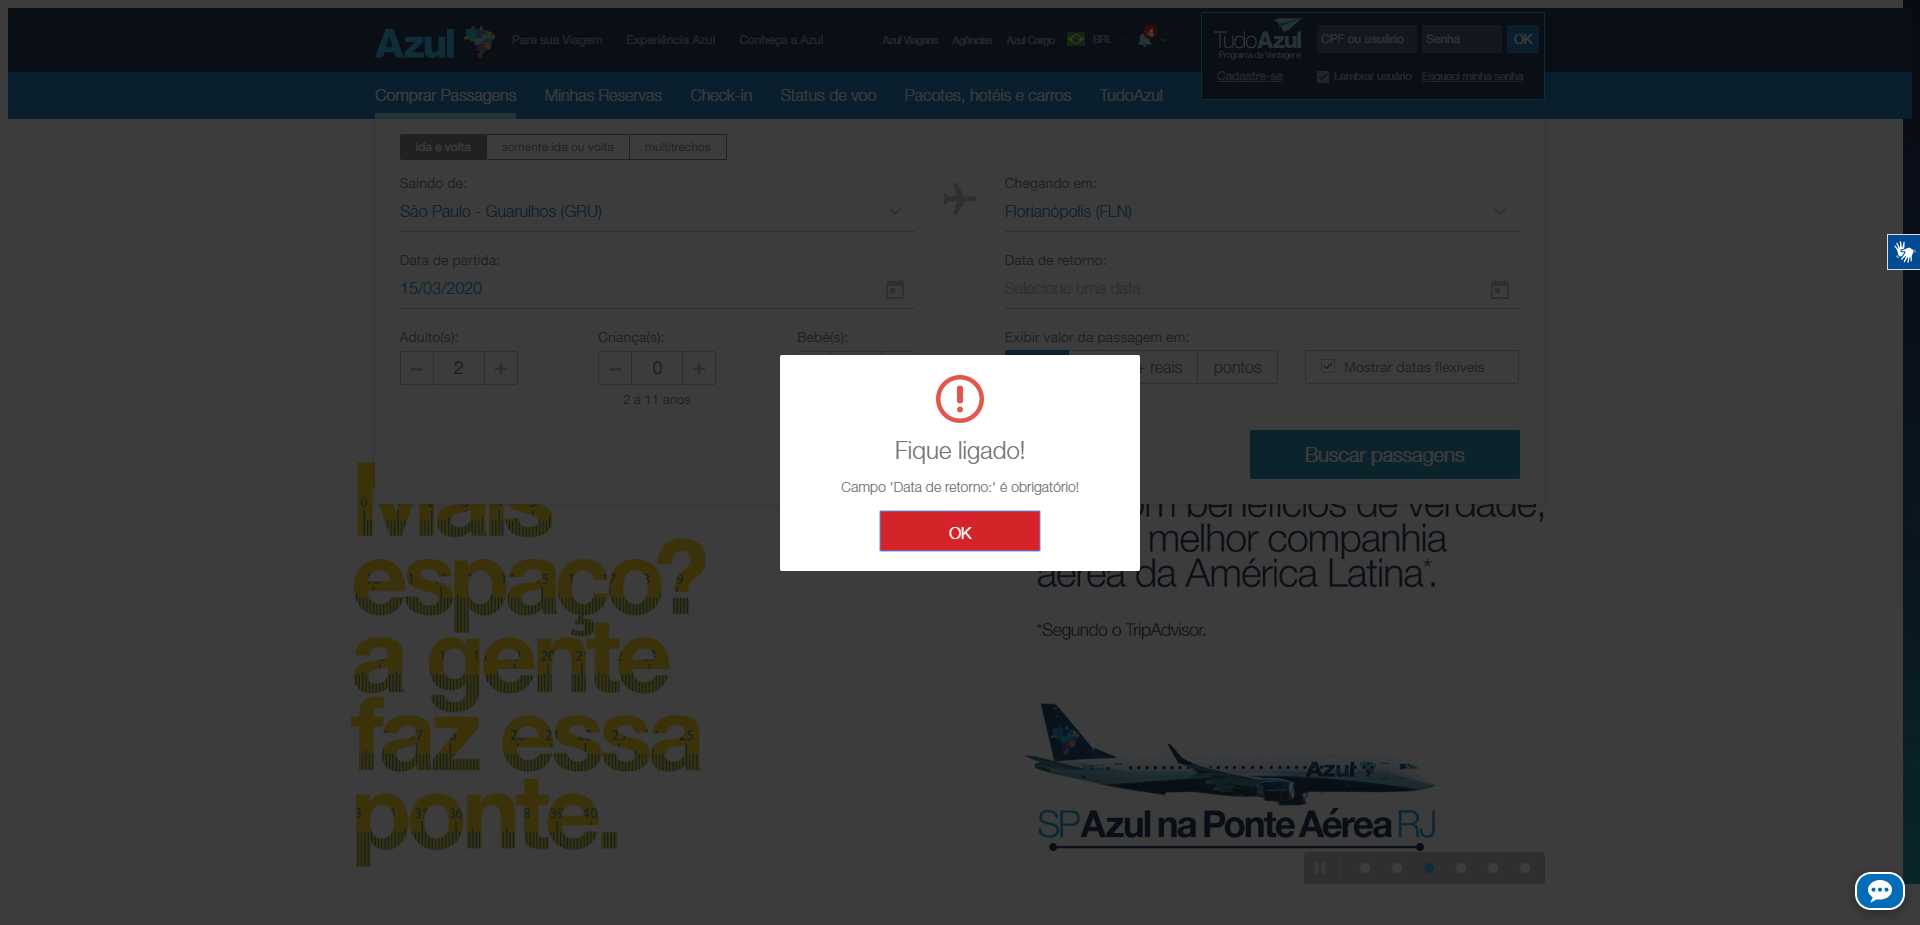 Azul
Para sua Viagem
Experiência Azul
Conheça a Azul
Azul Viagens
Agências
Azul Cargo
BRL
4
TudoAzul
Programa de Vantagens
CPF ou usuário
Senha
OK
Cadastre-se
Lembrar usuário
Esqueci minha senha
Comprar Passagens
Minhas Reservas
Check-in
Status de voo
Pacotes, hotéis e carros
TudoAzul
ida e volta
somente ida ou volta
multitrechos
Saindo de:
São Paulo - Guarulhos (GRU)
Chegando em:
Florianópolis (FLN)
Data de partida:
15/03/2020
Data de retorno:
Selecione uma data
Adulto(s):
2
Criança(s):
0
2 a 11 anos
Bebê(s):
Exibir valor da passagem em:
reais
pontos
Mostrar datas flexíveis
Buscar passagens
Fique ligado!
Campo 'Data de retorno:' é obrigatório!
OK
Mais
espaço?
a gente
faz essa
ponte.
benefícios de verdade,
melhor companhia
aérea da América Latina*.
*Segundo o TripAdvisor.
Azul
SP Azul na Ponte Aérea RJ